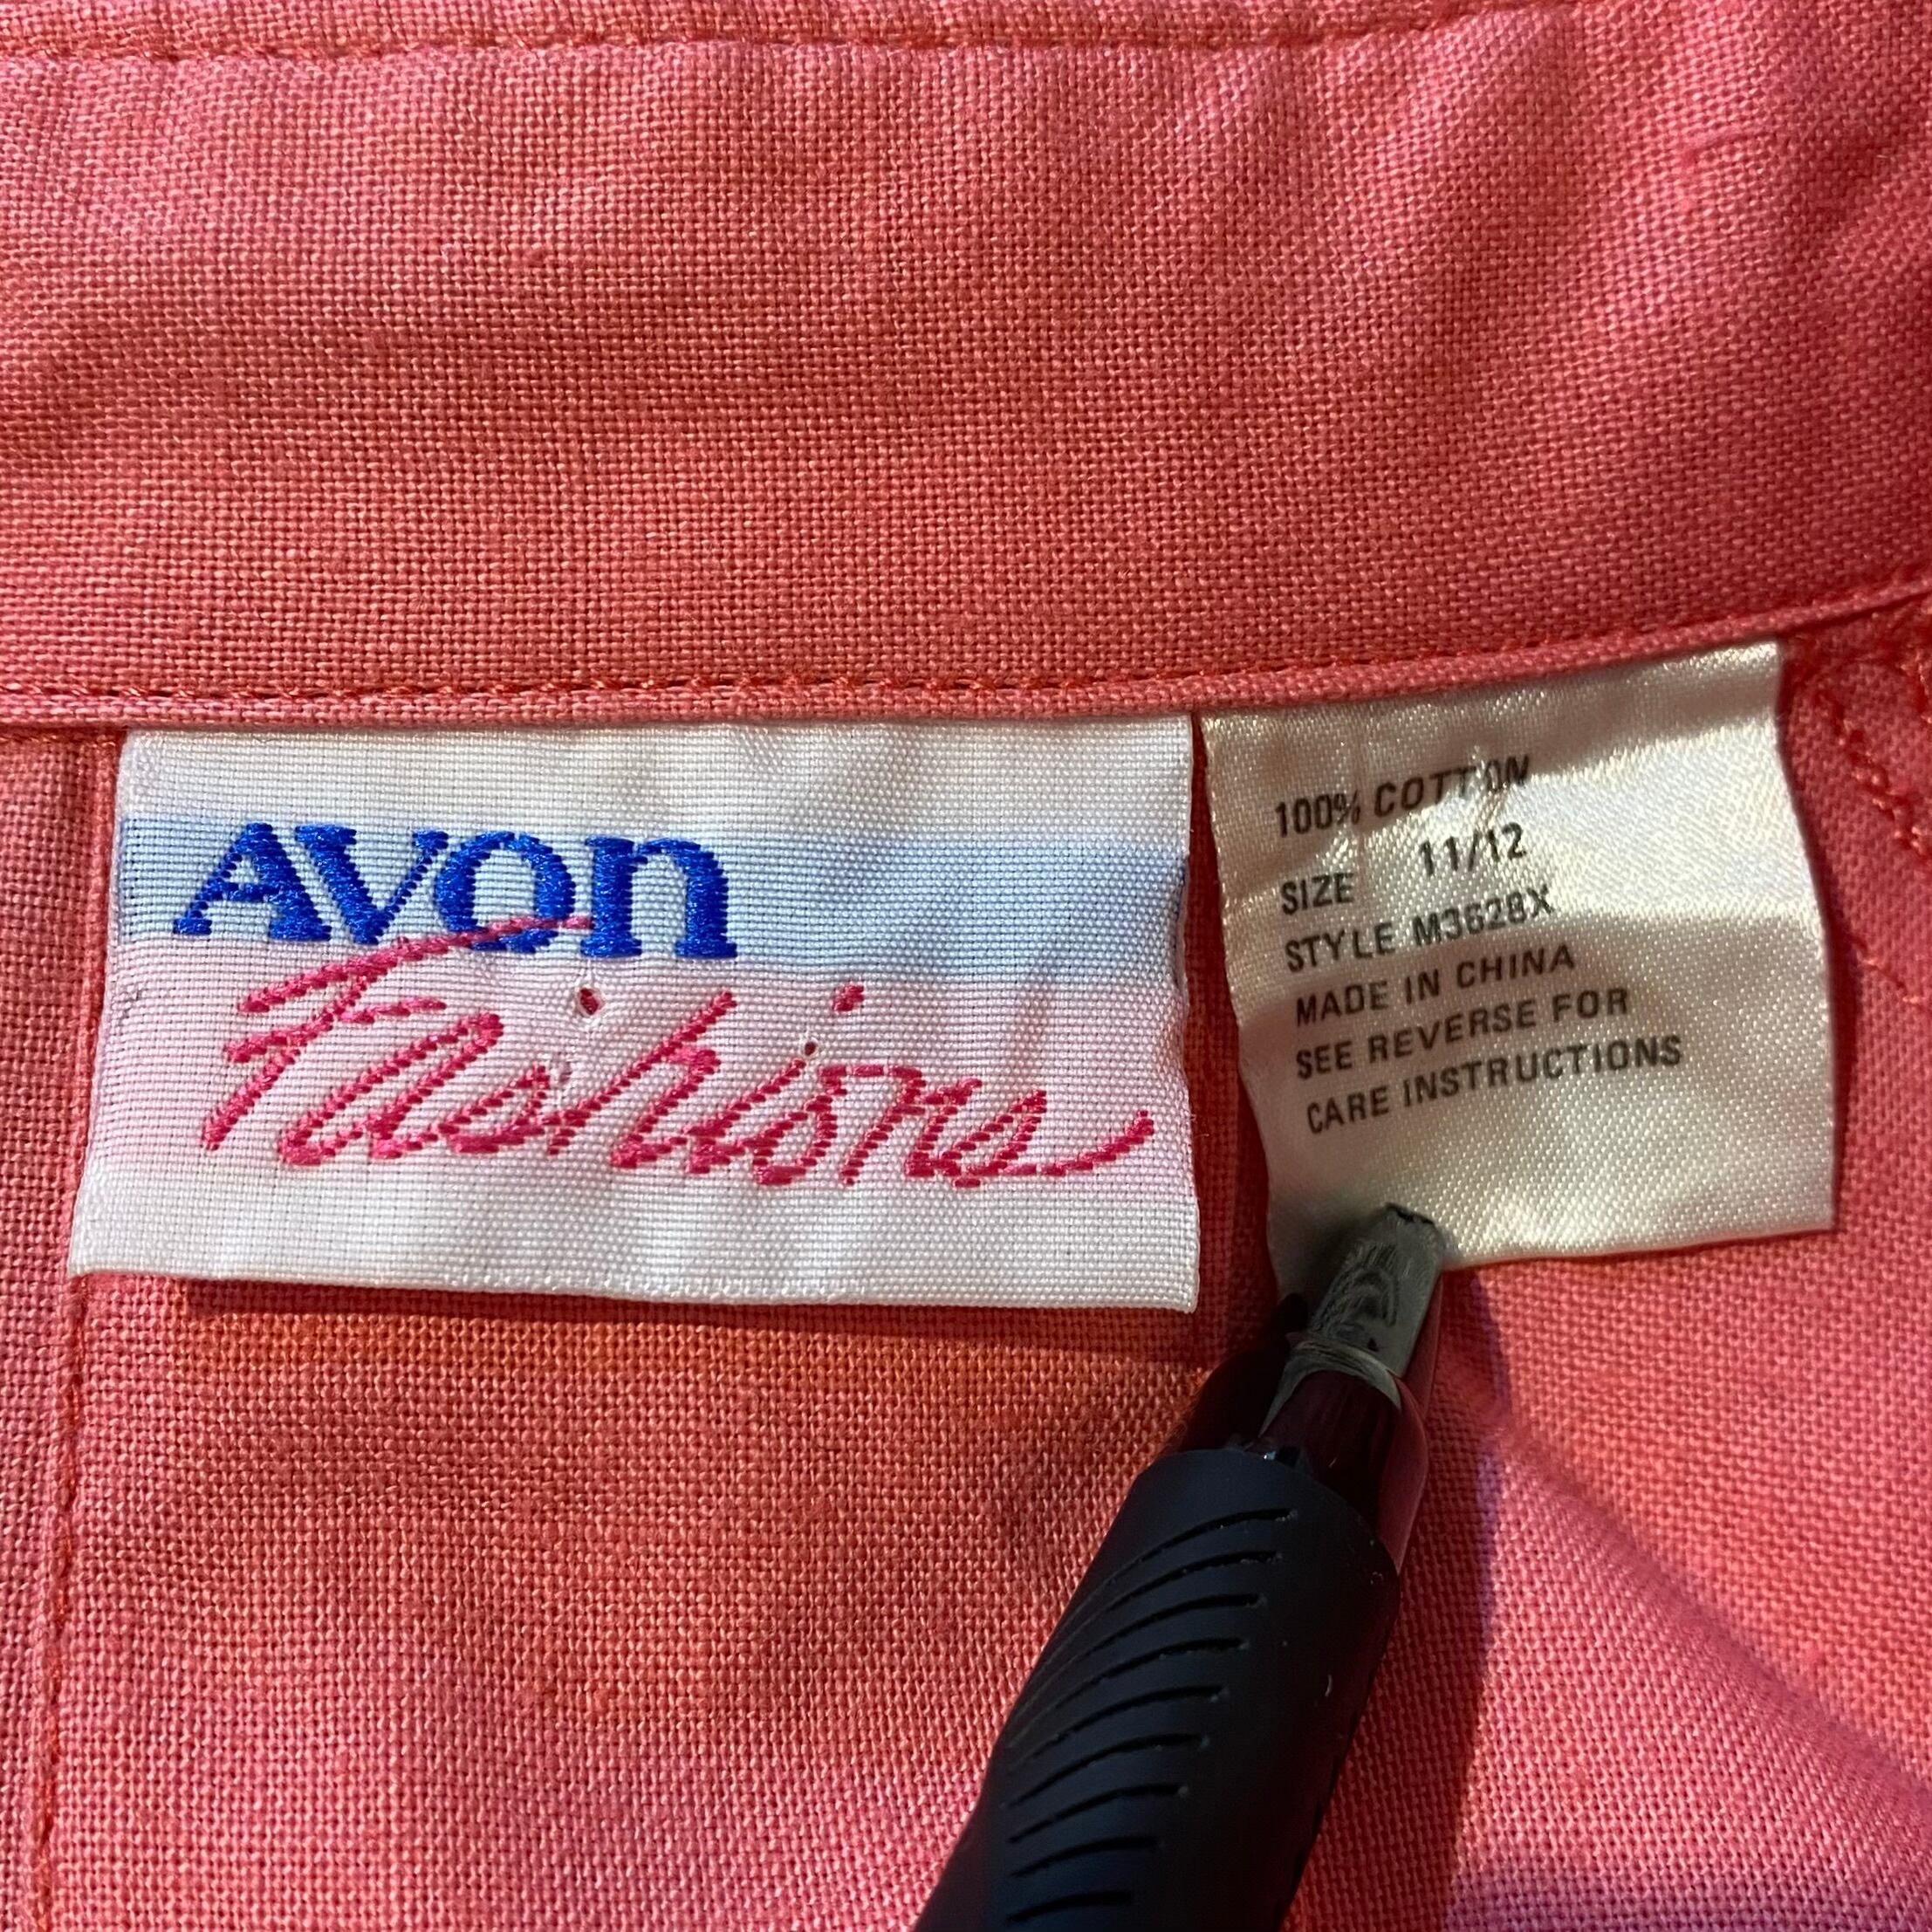 AVON
Fashions
100% COTTON
SIZE 11/12
STYLE M3628X
MADE IN CHINA
SEE REVERSE FOR
CARE INSTRUCTIONS